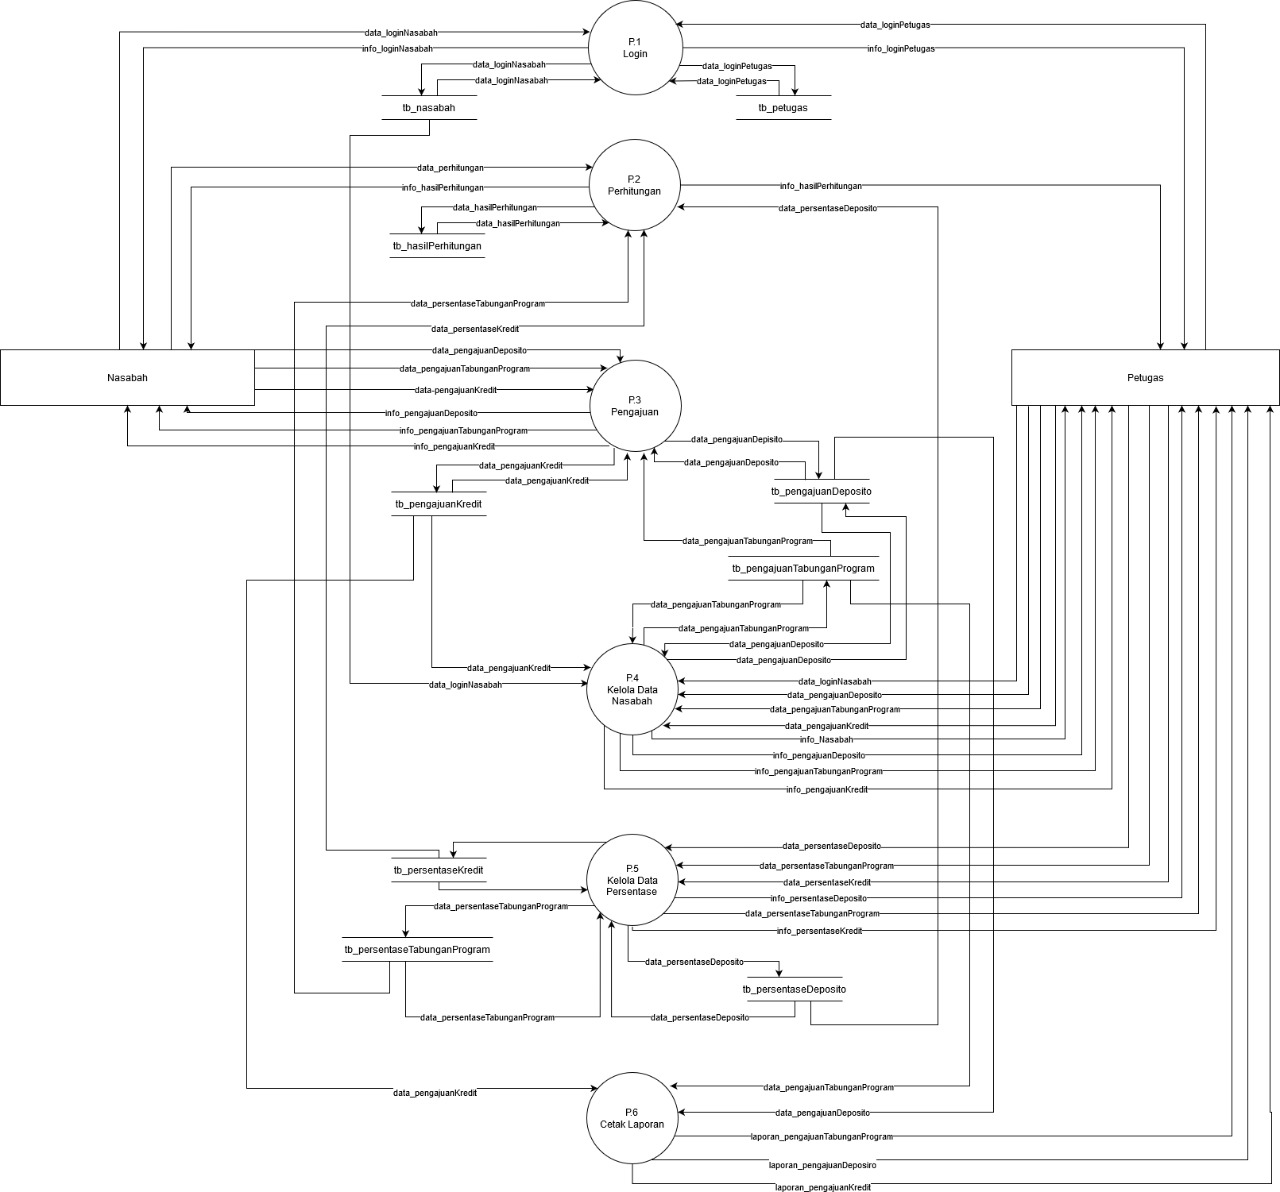 P.1
Login
data_loginNasabah
info_loginNasabah
data_loginNasabah
data_loginNasabah
tb_nasabah
data_loginPetugas
info_loginPetugas
data_loginPetugas
data_loginPetugas
tb_petugas
P.2
Perhitungan
data_perhitungan
info_hasilPerhitungan
data_hasilPerhitungan
data_hasilPerhitungan
tb_hasilPerhitungan
info_hasilPerhitungan
data_persentaseDeposito
data_persentaseTabunganProgram
data_persentaseKredit
Nasabah
Petugas
data_pengajuanDeposito
data_pengajuanTabunganProgram
data-pengajuanKredit
info_pengajuanDeposito
info_pengajuanTabunganProgram
info_pengajuanKredit
P.3
Pengajuan
data_pengajuanKredit
data_pengajuanKredit
tb_pengajuanKredit
data_pengajuanDepisito
data_pengajuanDeposito
tb_pengajuanDeposito
data_pengajuanTabunganProgram
tb_pengajuanTabunganProgram
data_pengajuanTabunganProgram
data_pengajuanTabunganProgram
data_pengajuanDeposito
data_pengajuanDeposito
data_pengajuanKredit
data_loginNasabah
P.4
Kelola Data
Nasabah
data_loginNasabah
data_pengajuanDeposito
data_pengajuanTabunganProgram
data_pengajuanKredit
info_Nasabah
info_pengajuanDeposito
info_pengajuanTabunganProgram
info_pengajuanKredit
P.5
Kelola Data
Persentase
tb_persentaseKredit
data_persentaseTabunganProgram
tb_persentaseTabunganProgram
data_persentaseTabunganProgram
data_persentaseDeposito
data_persentaseTabunganProgram
data_persentaseKredit
info_persentaseDeposito
data_persentaseTabunganProgram
info_persentaseKredit
data_persentaseDeposito
tb_persentaseDeposito
data_persentaseDeposito
P.6
Cetak Laporan
data_pengajuanKredit
data_pengajuanTabunganProgram
data_pengajuanDeposito
laporan_pengajuanTabunganProgram
laporan_pengajuanDeposiro
laporan_pengajuanKredit